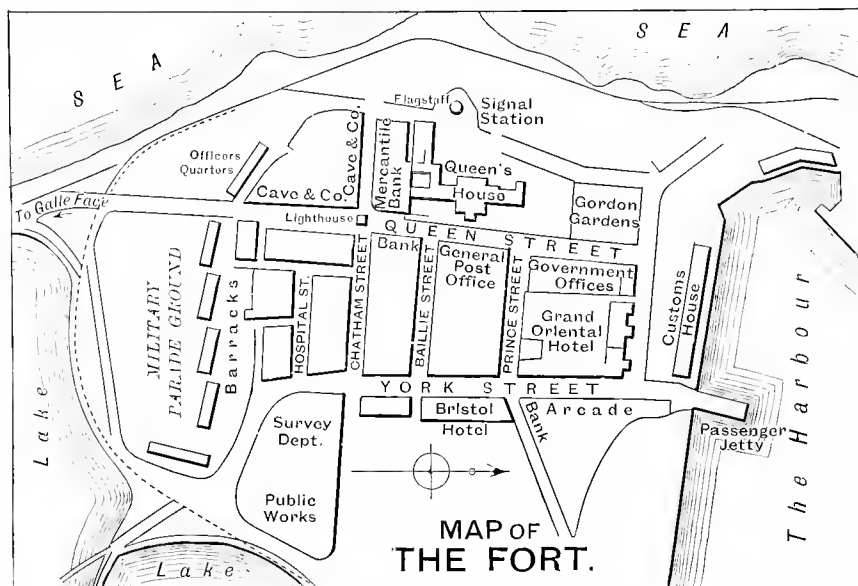 SEA
SEA
Flagstaff
Signal
Station
Officers
Quarters
Cave & Co.
Cave & Co.
Mercantile
Bank
Queen's
House
Gordon
Gardens
To Galle Face
Lighthouse
QUEEN STREET
Bank
General
Post
Office
Government
Offices
Grand
Oriental
Hotel
Customs
House
The Harbour
MILITARY
PARADE GROUND
Barracks
HOSPITAL ST.
CHATHAM STREET
BAILLIE STREET
PRINCE STREET
YORK STREET
Lake
Survey
Dept.
Public
Works
Bristol
Hotel
Bank
Arcade
Passenger
Jetty
MAP OF
THE FORT.
Lake